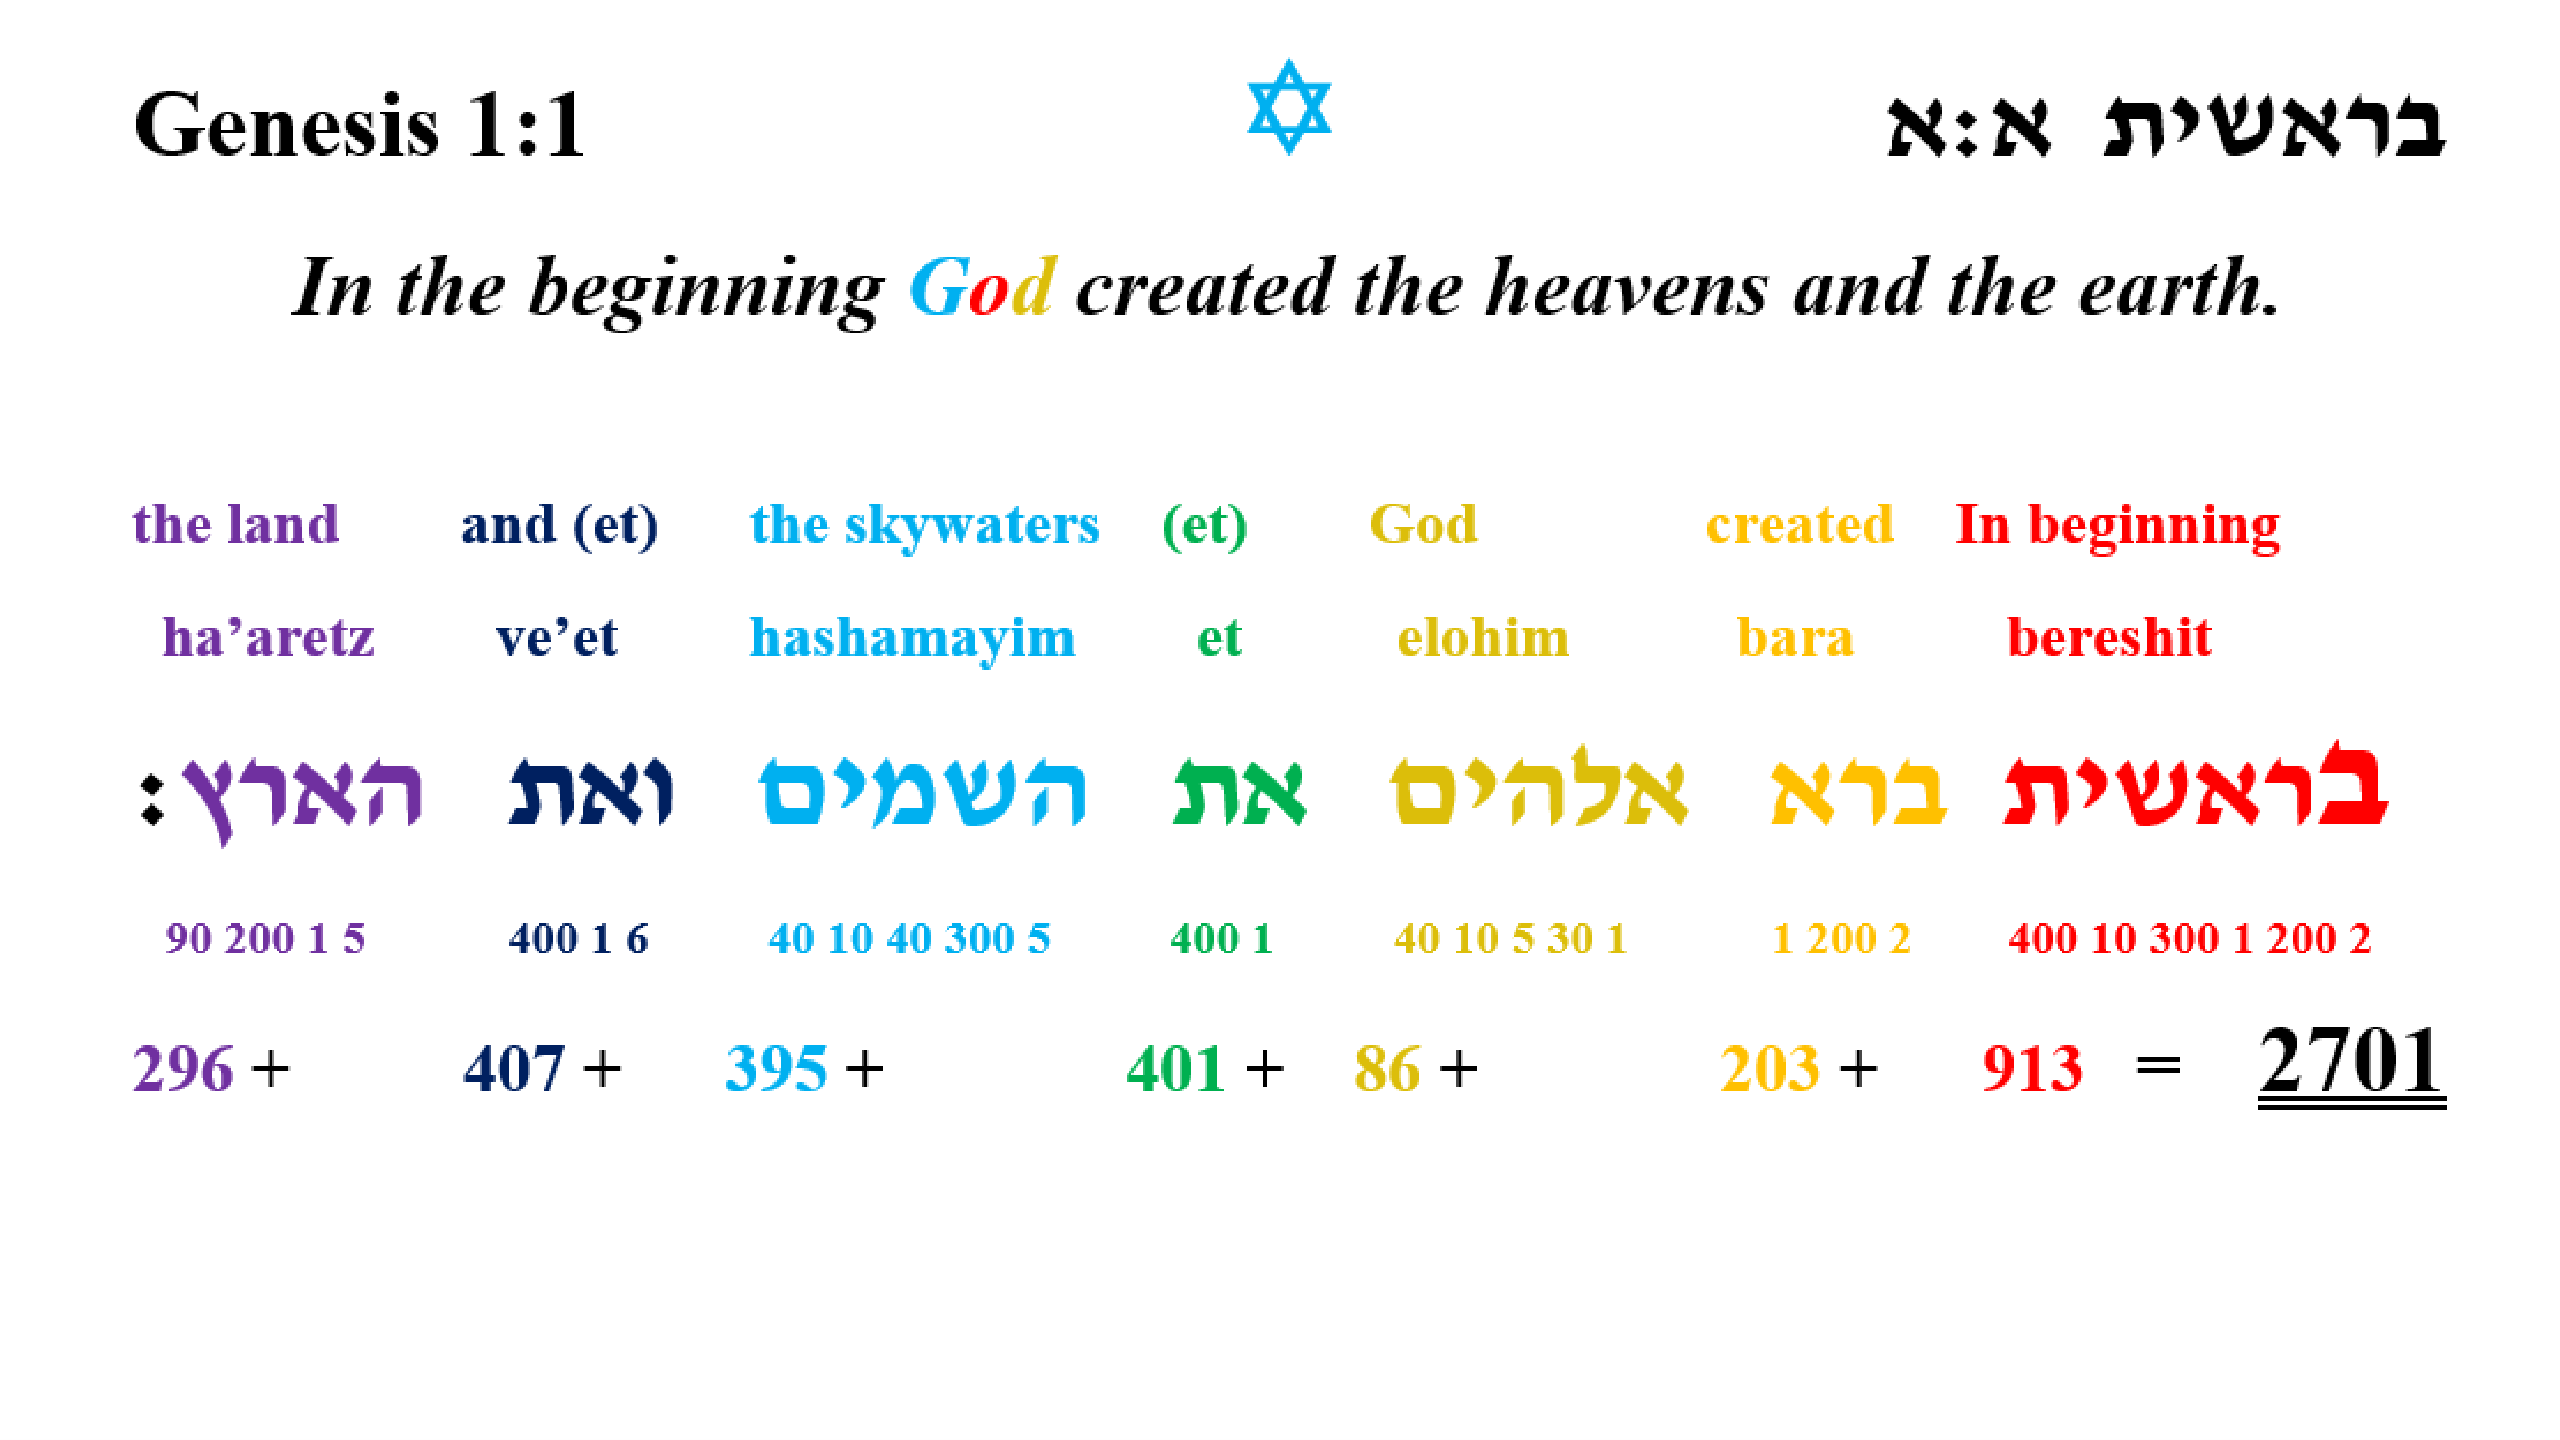 Genesis 1:1 בראשית א:א
In the beginning God created the heavens and the earth.
the land and (et) the skywaters (et) God created In beginning
ha’aretz ve’et hashamayim et elohim bara bereshit
בראשית ברא אלהים את השמים ואת הארץ:
90 200 1 5 400 1 6 40 10 40 300 5 400 1 40 10 5 30 1 1 200 2 400 10 300 1 200 2
296 + 407 + 395 + 401 + 86 + 203 + 913 = 2701